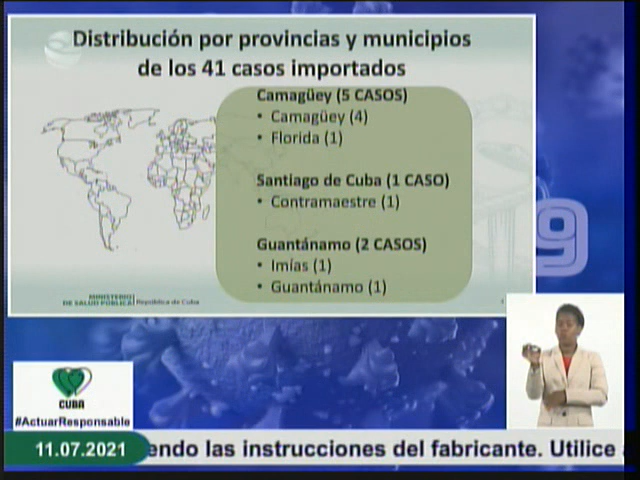 Distribución por provincias y municipios
de los 41 casos importados
Camagüey (5 CASOS)
• Camagüey (4)
• Florida (1)
Santiago de Cuba (1 CASO)
• Contramaestre (1)
Guantánamo (2 CASOS)
• Imías (1)
• Guantánamo (1)
9
MINISTERIO
DE SALUD PÚBLICA República de Cuba
CUBA
#ActuarResponsable
11.07.2021 endo las instrucciones del fabricante. Utilice